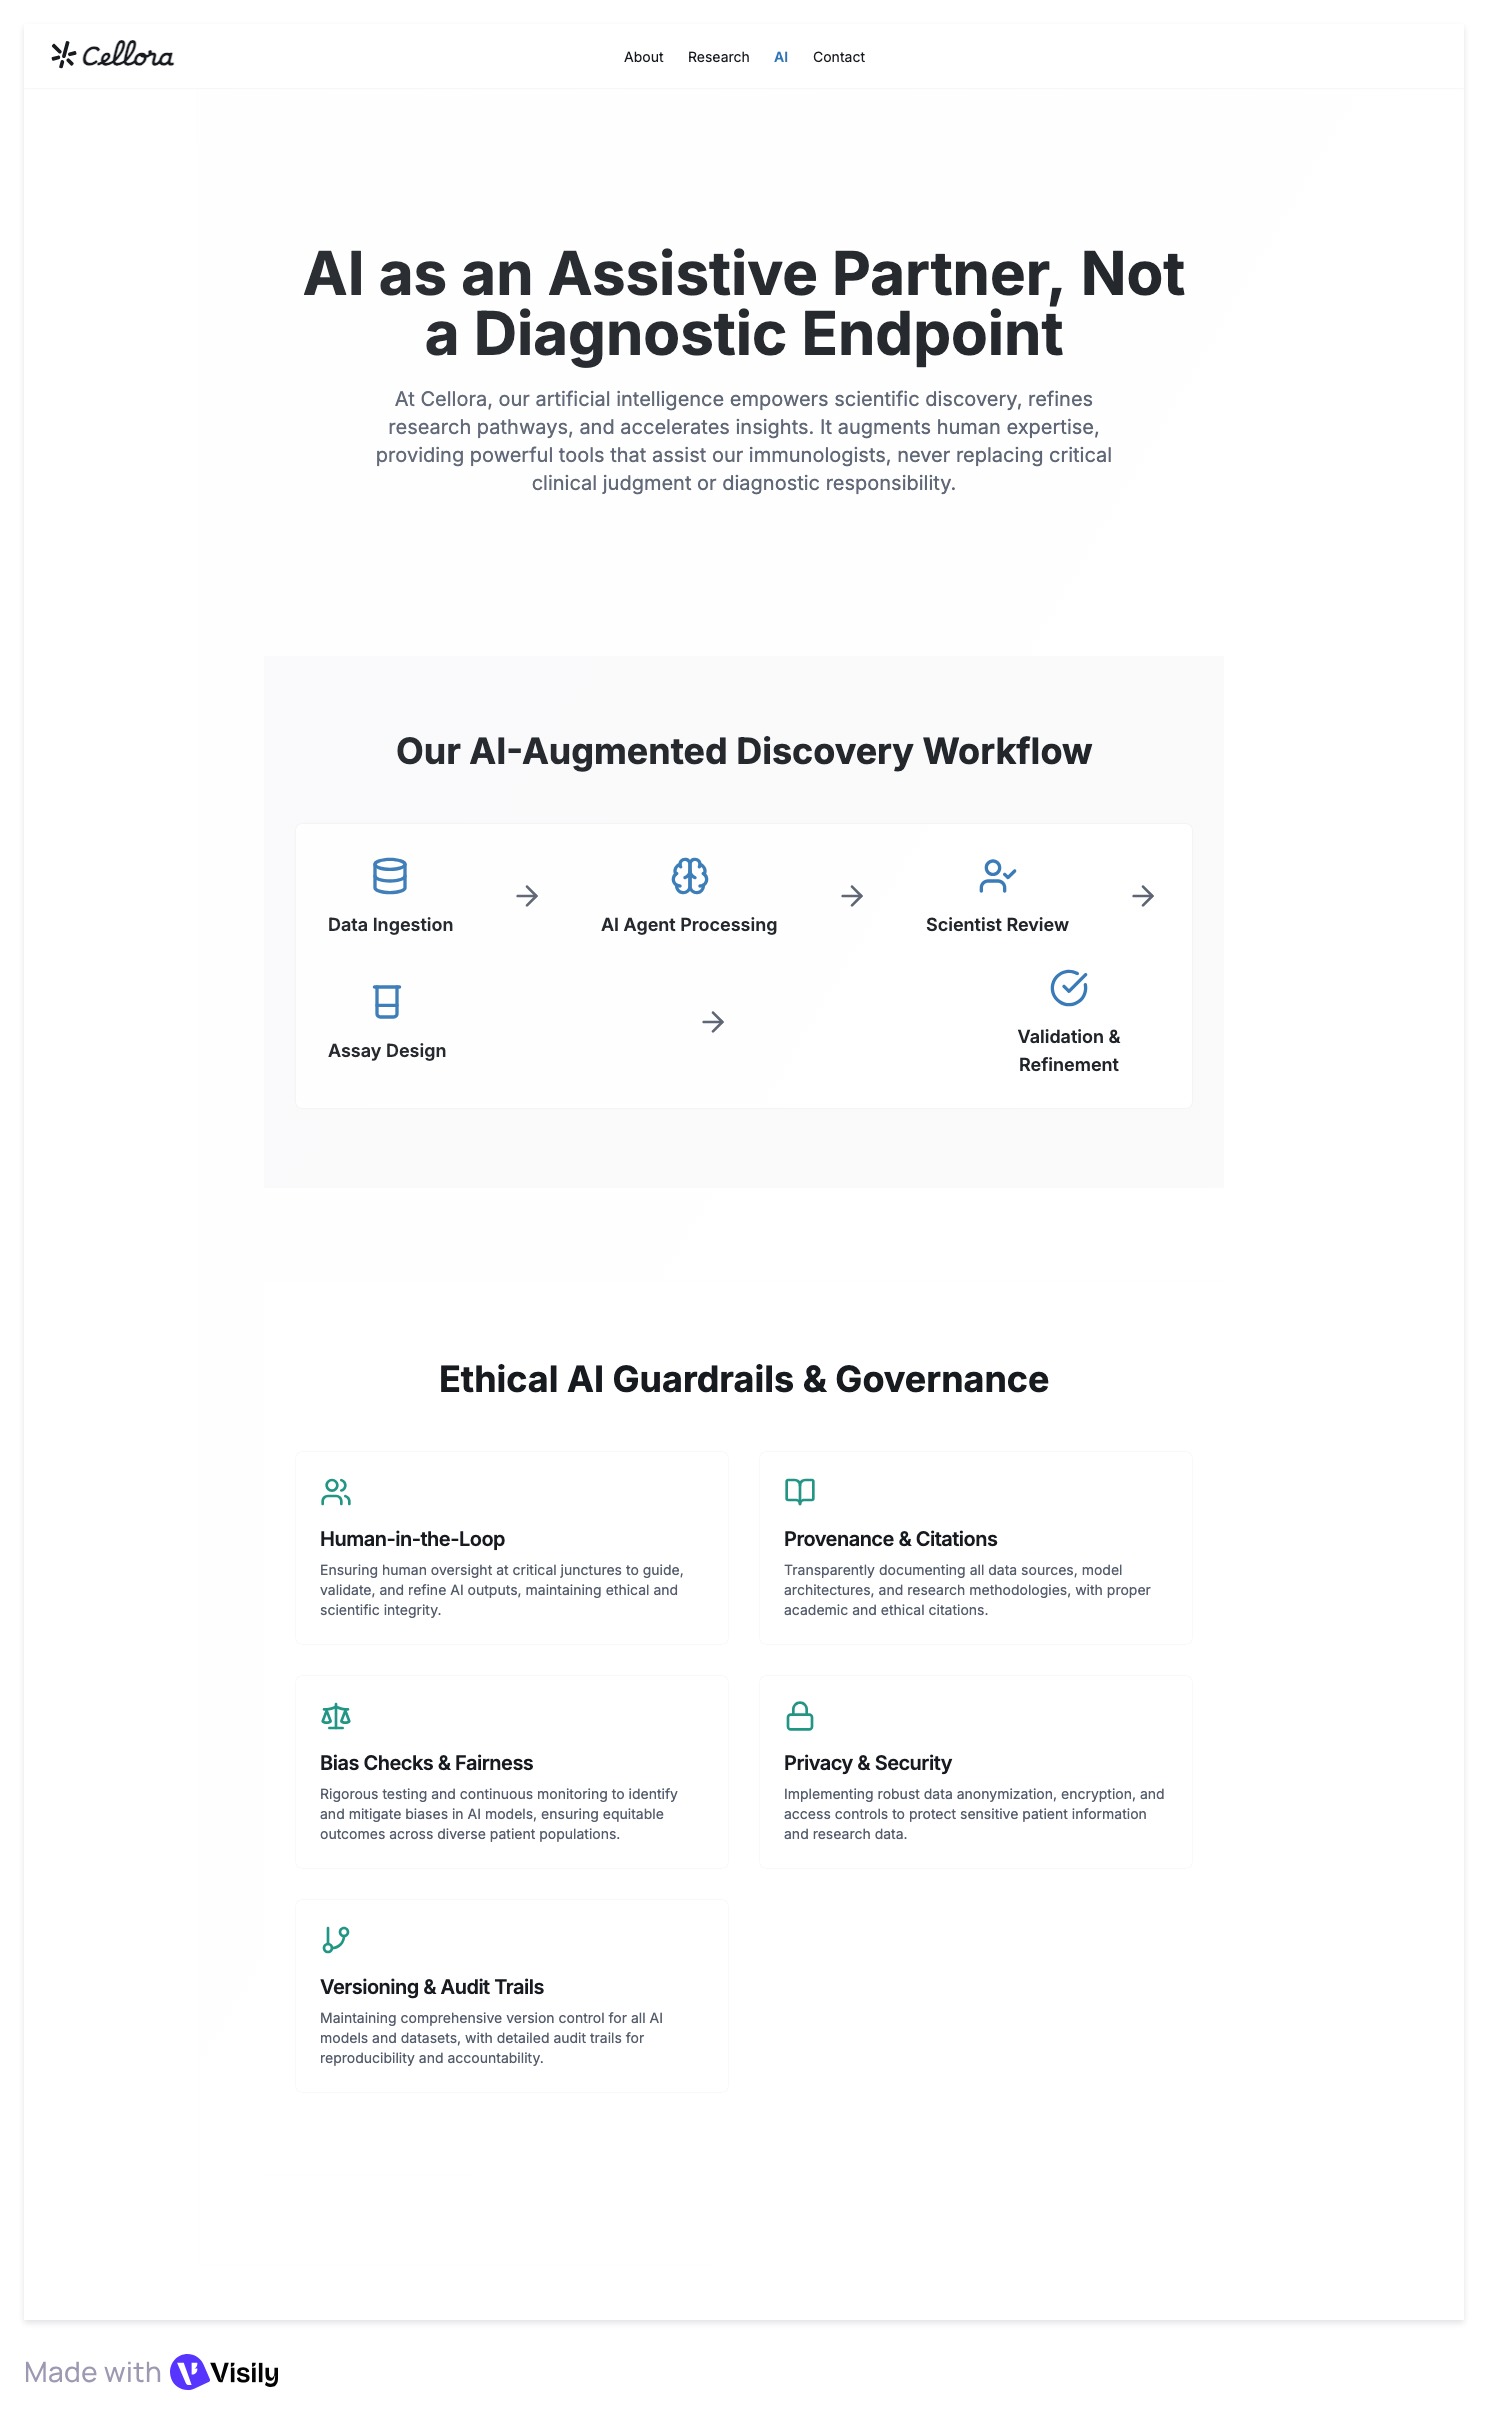 Cellora
About Research AI Contact
AI as an Assistive Partner, Not
a Diagnostic Endpoint
At Cellora, our artificial intelligence empowers scientific discovery, refines
research pathways, and accelerates insights. It augments human expertise,
providing powerful tools that assist our immunologists, never replacing critical
clinical judgment or diagnostic responsibility.
Our AI-Augmented Discovery Workflow
Data Ingestion
AI Agent Processing
Scientist Review
Assay Design
Validation &
Refinement
Ethical AI Guardrails & Governance
Human-in-the-Loop
Ensuring human oversight at critical junctures to guide,
validate, and refine AI outputs, maintaining ethical and
scientific integrity.
Provenance & Citations
Transparently documenting all data sources, model
architectures, and research methodologies, with proper
academic and ethical citations.
Bias Checks & Fairness
Rigorous testing and continuous monitoring to identify
and mitigate biases in AI models, ensuring equitable
outcomes across diverse patient populations.
Privacy & Security
Implementing robust data anonymization, encryption, and
access controls to protect sensitive patient information
and research data.
Versioning & Audit Trails
Maintaining comprehensive version control for all AI
models and datasets, with detailed audit trails for
reproducibility and accountability.
Made with Visily